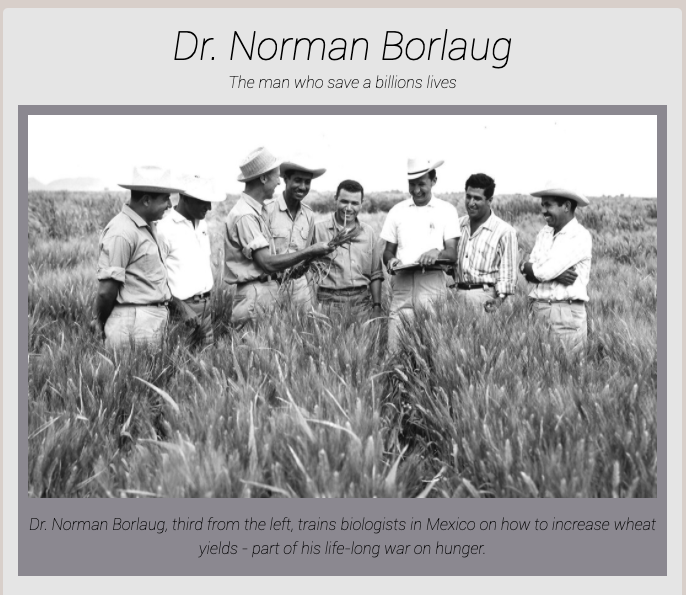 Dr. Norman Borlaug
The man who save a billions lives
Dr. Norman Borlaug, third from the left, trains biologists in Mexico on how to increase wheat
yields - part of his life-long war on hunger.